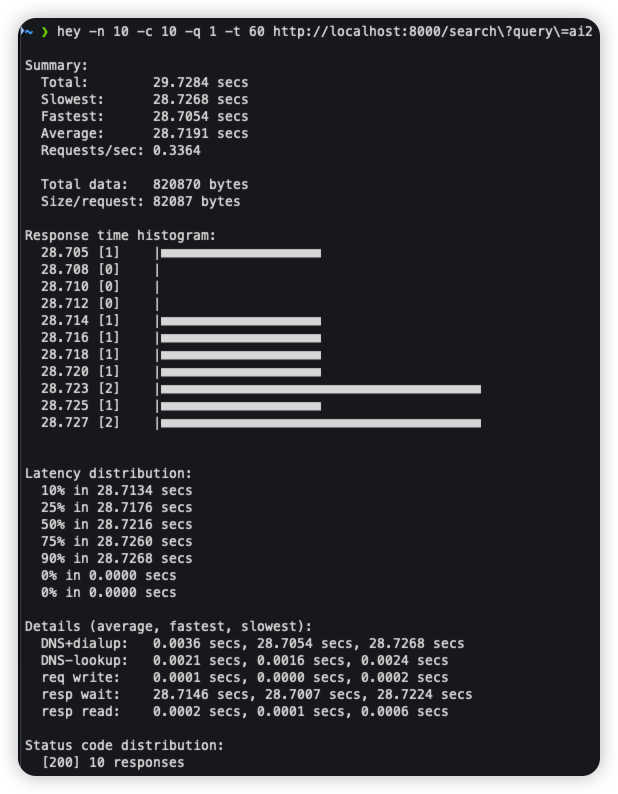 ~ ❯ hey -n 10 -c 10 -q 1 -t 60 http://localhost:8000/search\?query\=ai2
Summary:
Total: 29.7284 secs
Slowest: 28.7268 secs
Fastest: 28.7054 secs
Average: 28.7191 secs
Requests/sec: 0.3364
Total data: 820870 bytes
Size/request: 82087 bytes
Response time histogram:
28.705 [1] |
28.708 [0] |
28.710 [0] |
28.712 [0] |
28.714 [1] |
28.716 [1] |
28.718 [1] |
28.720 [1] |
28.723 [2] |
28.725 [1] |
28.727 [2] |
Latency distribution:
10% in 28.7134 secs
25% in 28.7176 secs
50% in 28.7216 secs
75% in 28.7260 secs
90% in 28.7268 secs
0% in 0.0000 secs
0% in 0.0000 secs
Details (average, fastest, slowest):
DNS+dialup: 0.0036 secs, 28.7054 secs, 28.7268 secs
DNS-lookup: 0.0021 secs, 0.0016 secs, 0.0024 secs
req write: 0.0001 secs, 0.0000 secs, 0.0002 secs
resp wait: 28.7146 secs, 28.7007 secs, 28.7224 secs
resp read: 0.0002 secs, 0.0001 secs, 0.0006 secs
Status code distribution:
[200] 10 responses